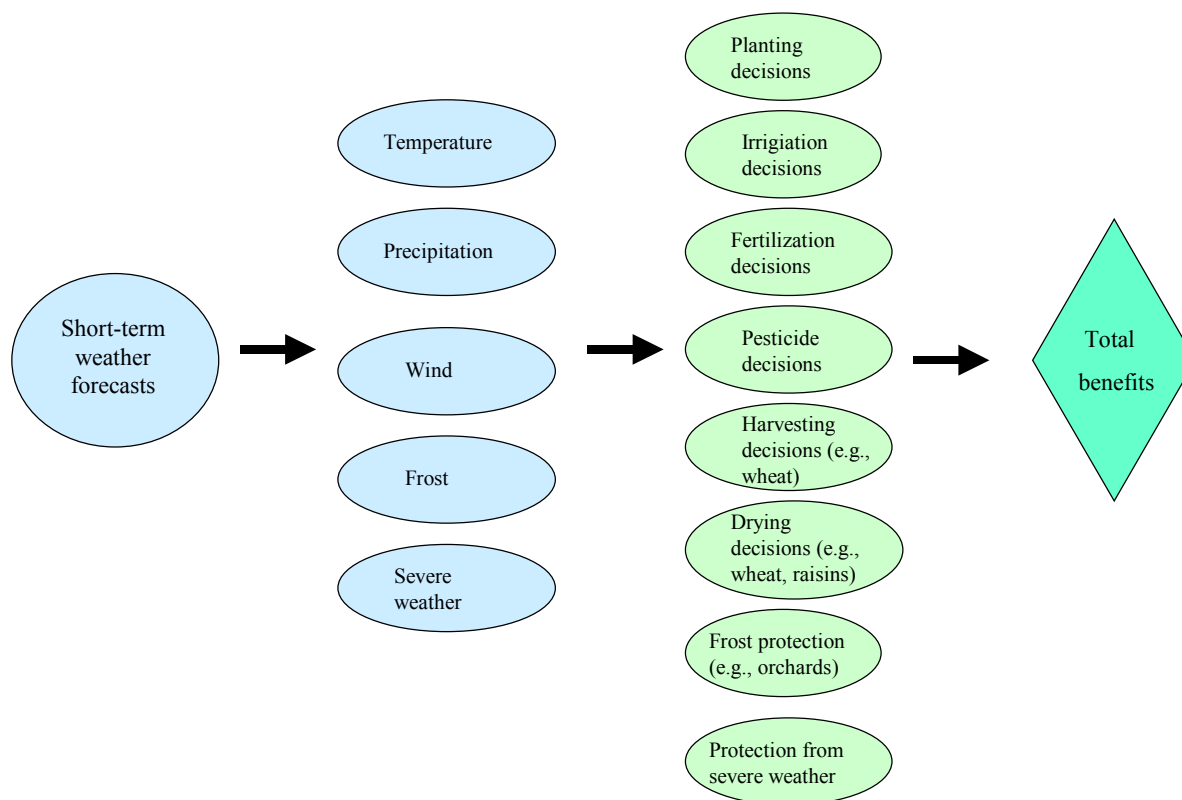 Short-term
weather
forecasts
Temperature
Precipitation
Wind
Frost
Severe
weather
Planting
decisions
Irrigiation
decisions
Fertilization
decisions
Pesticide
decisions
Harvesting
decisions (e.g.,
wheat)
Drying
decisions (e.g.,
wheat, raisins)
Frost protection
(e.g., orchards)
Protection from
severe weather
Total
benefits